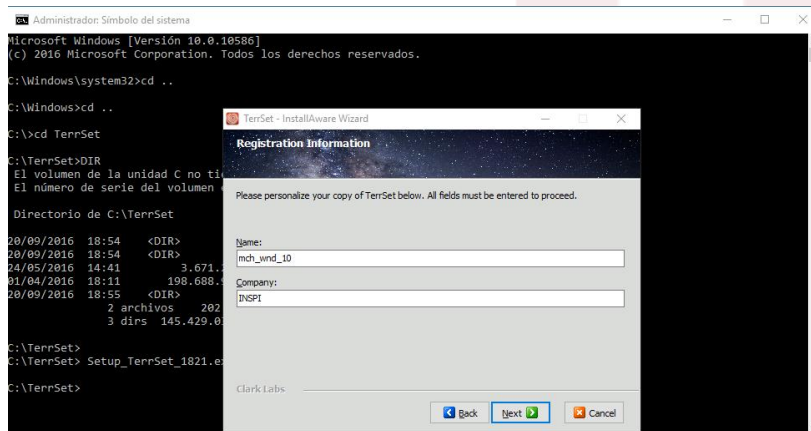 Administrador: Símbolo del sistema
Microsoft Windows [Versión 10.0.10586]
(c) 2016 Microsoft Corporation. Todos los derechos reservados.
C:\Windows\system32>cd ..
C:\Windows>cd ..
C:\>cd TerrSet
C:\TerrSet>DIR
El volumen de la unidad C no
El número de serie del volumen
Directorio de C:\TerrSet
20/09/2016 18:54 <DIR>
20/09/2016 18:54 <DIR>
24/05/2016 14:41 3.671.
01/04/2016 18:11 198.688.
20/09/2016 18:55 <DIR>
2 archivos 202
3 dirs 145.429.0
C:\TerrSet>
C:\TerrSet> Setup_TerrSet_1821.e
C:\TerrSet>
TerrSet - InstallAware Wizard
Registration Information
Please personalize your copy of TerrSet below. All fields must be entered to proceed.
Name:
mch_wnd_10
Company:
INSPI
Clark Labs
Back Next Cancel